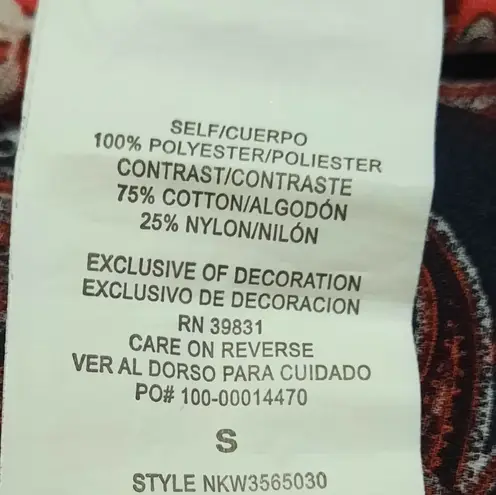 SELF/CUERPO
100% POLYESTER/POLIESTER
CONTRAST/CONTRASTE
75% COTTON/ALGODÓN
25% NYLON/NILÓN
EXCLUSIVE OF DECORATION
EXCLUSIVO DE DECORACION
RN 39831
CARE ON REVERSE
VER AL DORSO PARA CUIDADO
PO# 100-00014470
S
STYLE NKW3565030